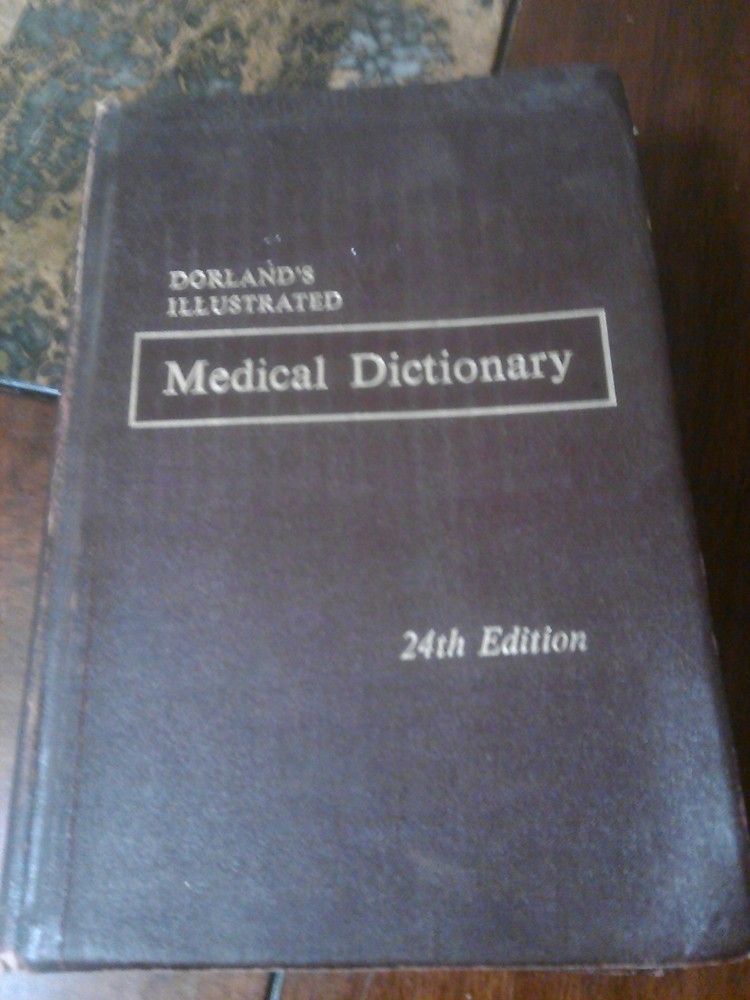 DORLAND'S
ILLUSTRATED
Medical Dictionary
24th Edition